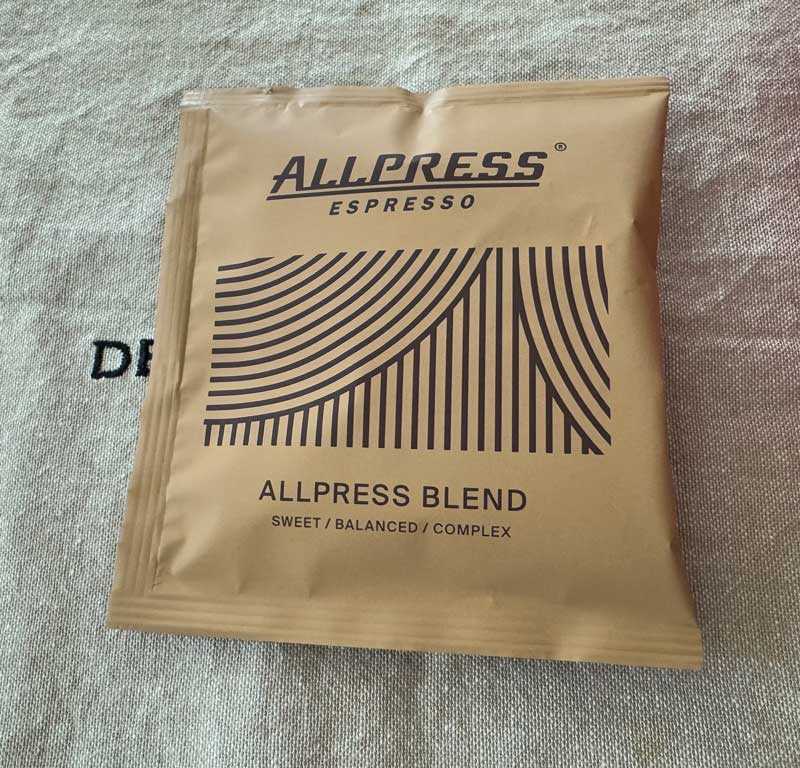 ALLPRESS®
ESPRESSO
ALLPRESS BLEND
SWEET / BALANCED / COMPLEX